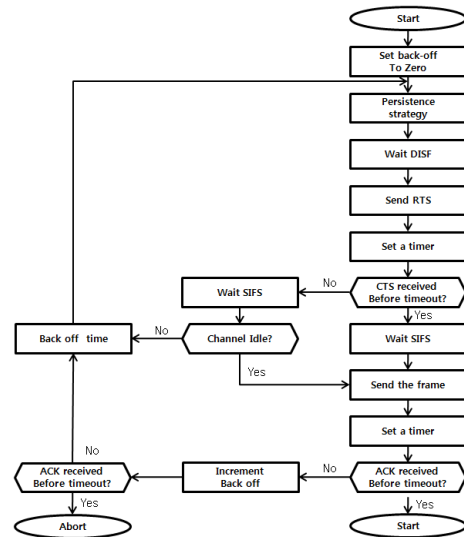 Start
Set back-off
To Zero
Persistence
strategy
Wait DISF
Send RTS
Set a timer
CTS received
Before timeout?
No
Wait SIFS
Yes
Channel Idle?
No
Back off time
Wait SIFS
Yes
Send the frame
Set a timer
ACK received
Before timeout?
No
Increment
Back off
ACK received
Before timeout?
No
Yes
Abort
Yes
Start